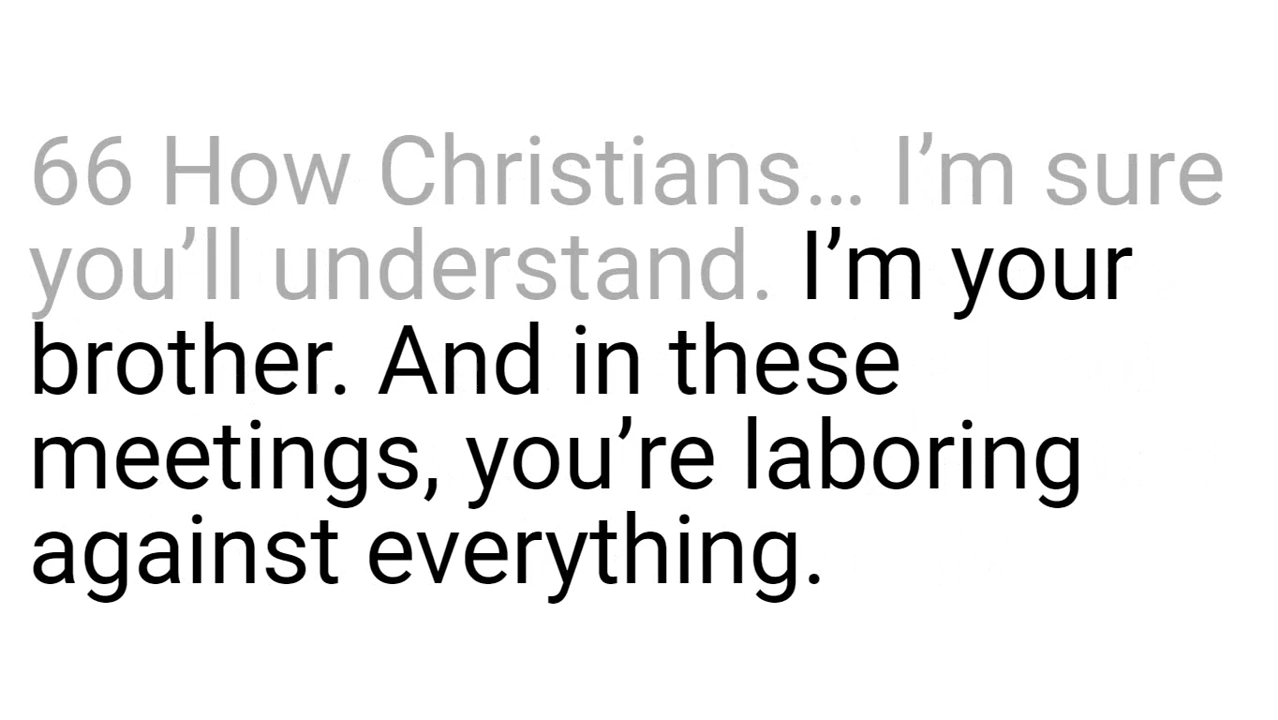 66 How Christians… I’m sure
you’ll understand. I’m your
brother. And in these
meetings, you’re laboring
against everything.